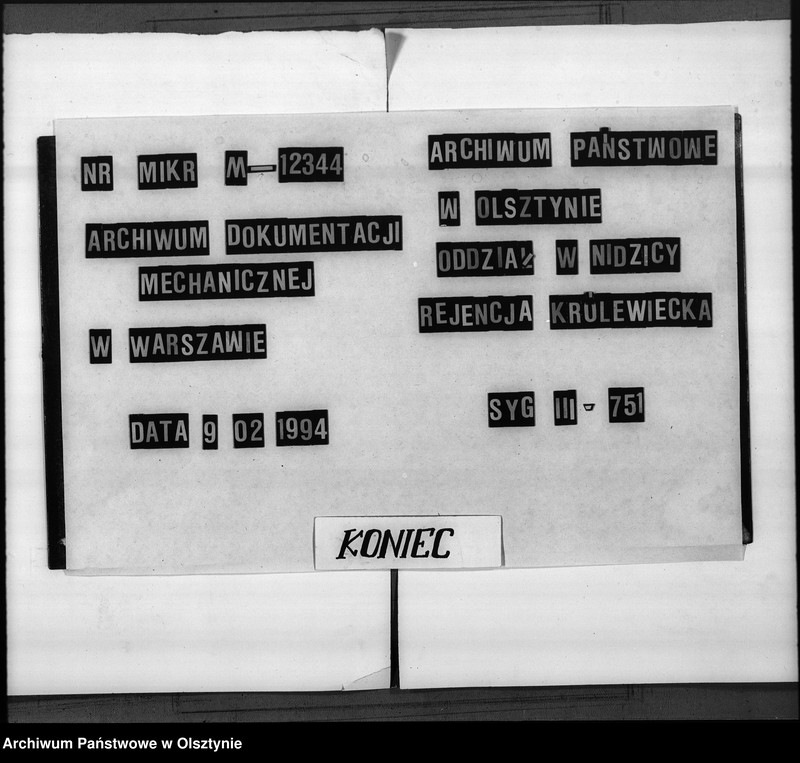 NR MIKR M-12344
ARCHIWUM DOKUMENTACJI
MECHANICZNEJ
W WARSZAWIE
DATA 9 02 1994
ARCHIWUM PAŃSTWOWE
W OLSZTYNIE
ODDZIAŁ W NIDZICY
REJENCJA KRÓLEWIECKA
SYG III - 751
KONIEC
Archiwum Państwowe w Olsztynie